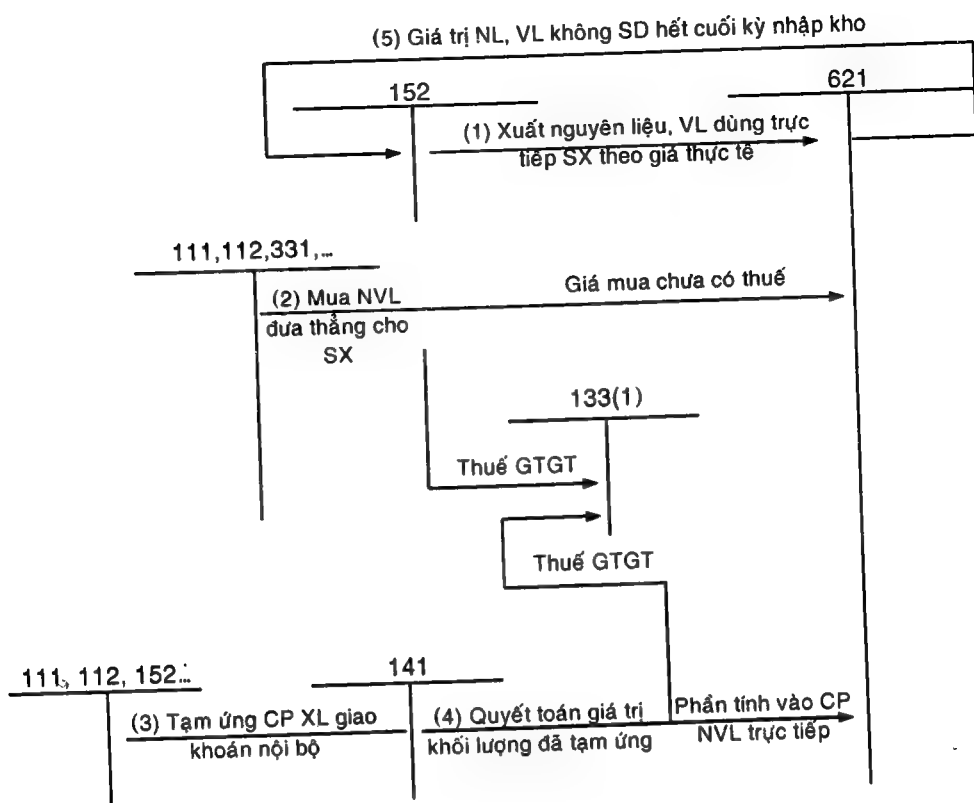 (5) Giá trị NL, VL không SD hết cuối kỳ nhập kho
152
621
(1) Xuất nguyên liệu, VL dùng trực
tiếp SX theo giá thực tế
111,112,331,...
(2) Mua NVL
đưa thẳng cho
SX
Giá mua chưa có thuế
133(1)
Thuế GTGT
Thuế GTGT
111, 112, 152...
141
(3) Tạm ứng CP XL giao
khoán nội bộ
(4) Quyết toán giá trị
khối lượng đã tạm ứng
Phần tính vào CP
NVL trực tiếp